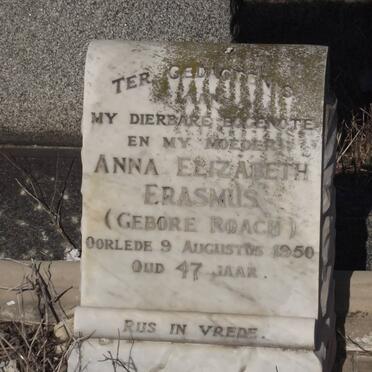 TER GEDAGTENIS
AAN
MY DIERBARE EGGENOTE
EN MY MOEDER
ANNA ELIZABETH
ERASMUS
(GEBORE ROACH)
OORLEDE 9 AUGUSTUS 1950
OUD 47 JAAR.
RUS IN VREDE.